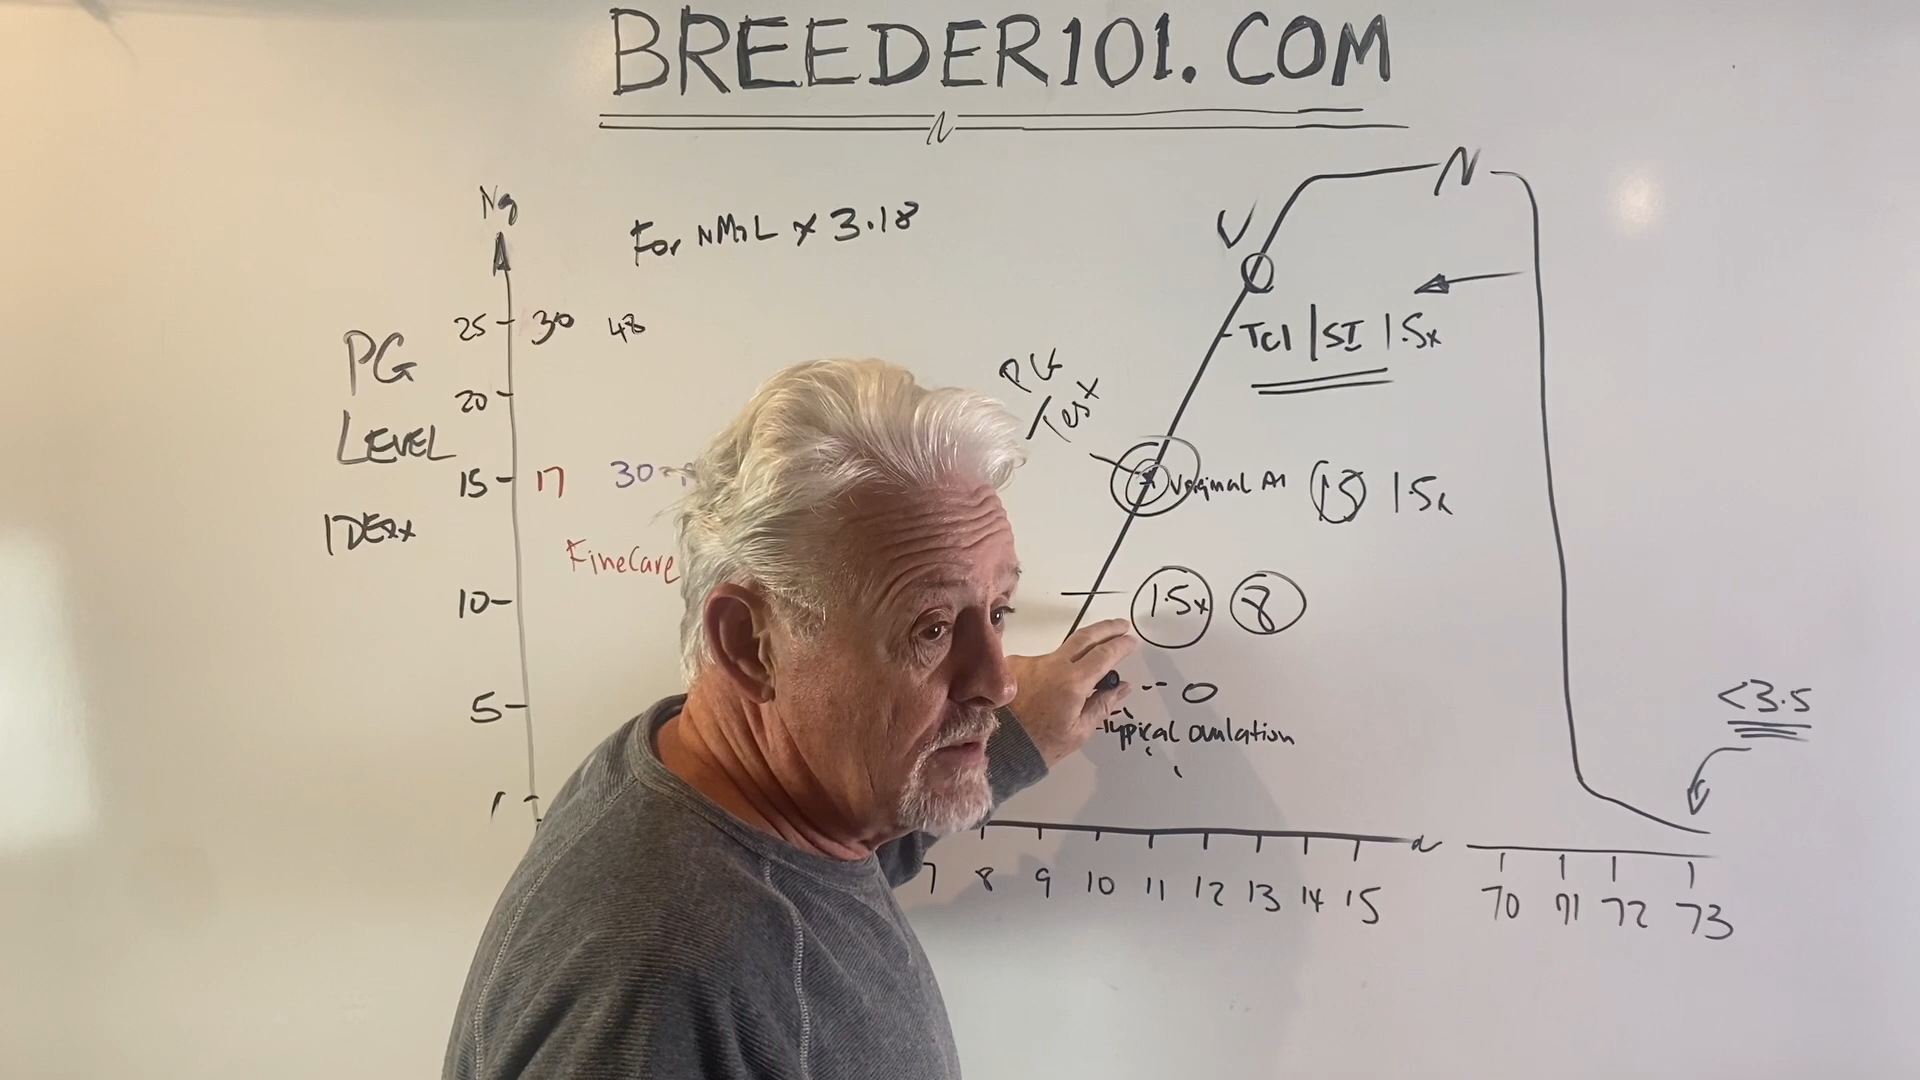 BREEDER101.COM
Ng
For NMoL x 3.18
PG
LEVEL
IDEXX
25 30 48
20
15 17 30
FineCare
10
5
1
PG
Test
V
TCI / SI 1.5x
Vaginal AI 15 1.5x
1.5x 8
-- O
Typical ovulation
<3.5
7 8 9 10 11 12 13 14 15 d
70 71 72 73